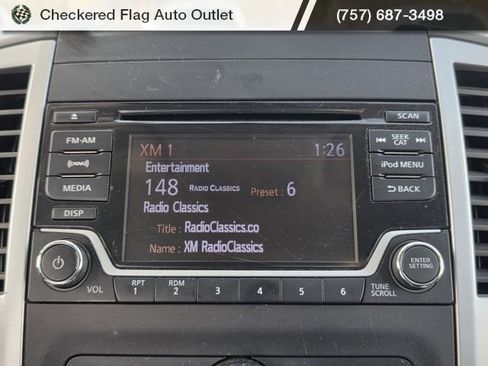 Checkered Flag Auto Outlet
(757) 687-3498
SCAN
FM-AM
SEEK
CAT
XM
iPod MENU
MEDIA
BACK
DISP
XM 1
1:26
Entertainment
148 RADIO CLASSICS Preset : 6
Radio Classics
Title : RadioClassics.co
Name : XM RadioClassics
VOL
RPT
1
RDM
2
3
4
5
6
TUNE
SCROLL
ENTER
SETTING